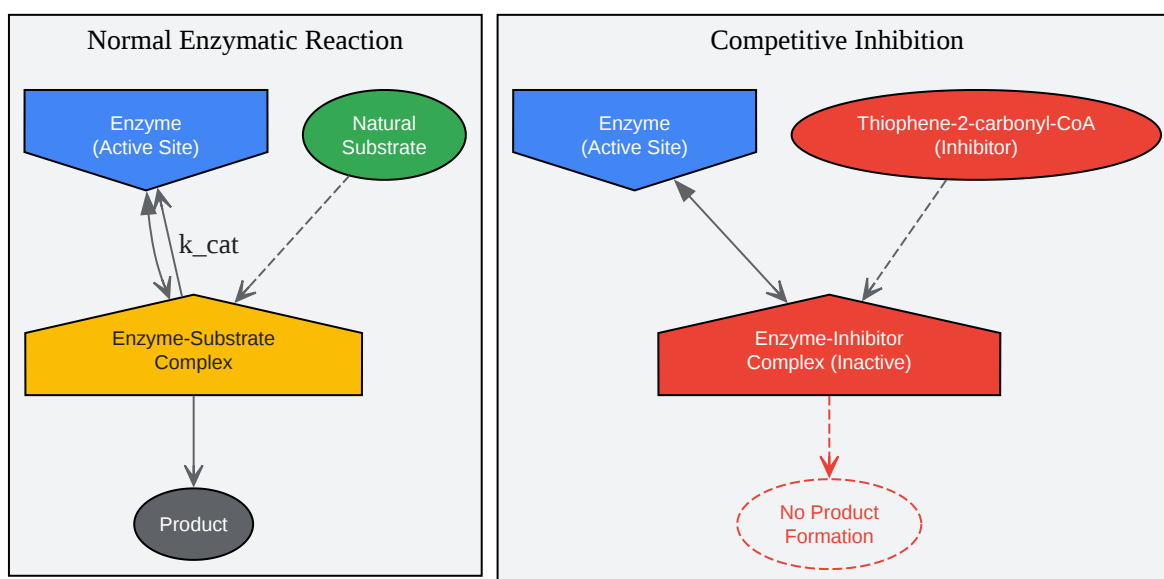 Normal Enzymatic Reaction
Enzyme
(Active Site)
Natural
Substrate
k_cat
Enzyme-Substrate
Complex
Product
Competitive Inhibition
Enzyme
(Active Site)
Thiophene-2-carbonyl-CoA
(Inhibitor)
Enzyme-Inhibitor
Complex (Inactive)
No Product
Formation